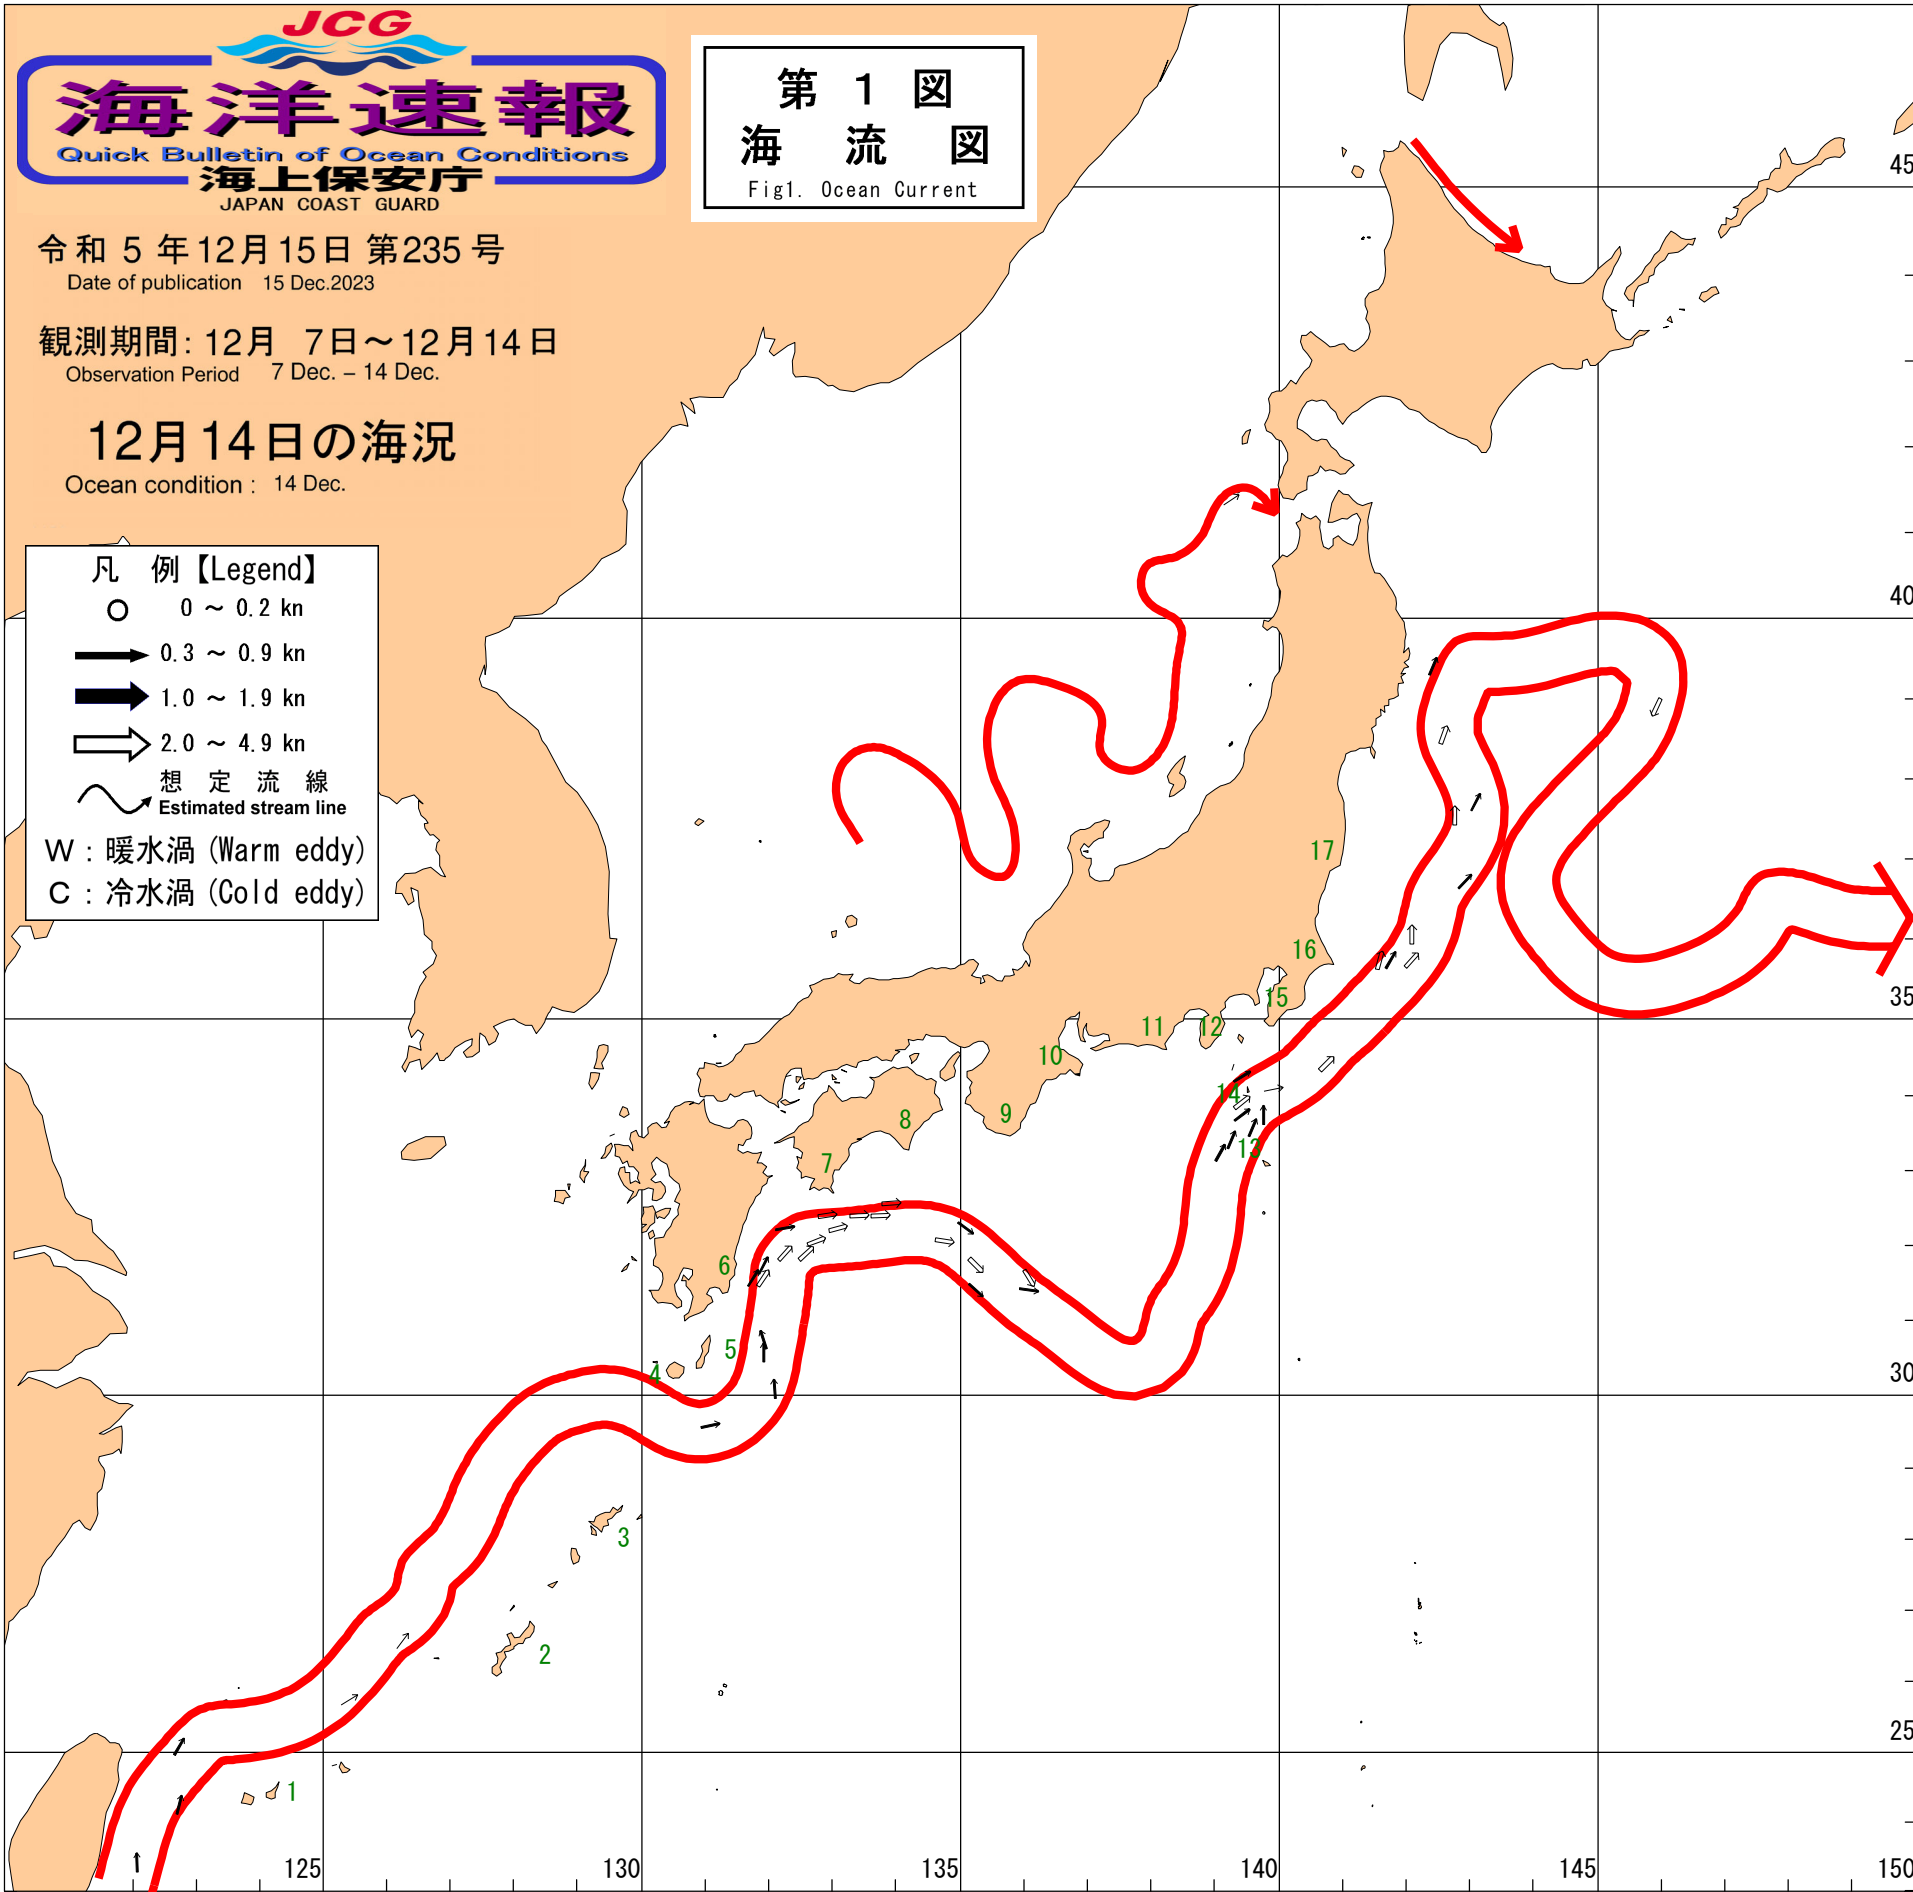 JCG
海洋速報
Quick Bulletin of Ocean Conditions
海上保安庁
JAPAN COAST GUARD
令和 5 年12月15日 第235号
Date of publication 15 Dec.2023
観測期間: 12月 7日～12月14日
Observation Period 7 Dec. – 14 Dec.
12月14日の海況
Ocean condition : 14 Dec.
第 1 図
海 流 図
Fig1. Ocean Current
凡 例【Legend】
0 ～ 0.2 kn
0.3 ～ 0.9 kn
1.0 ～ 1.9 kn
2.0 ～ 4.9 kn
想 定 流 線
Estimated stream line
W : 暖水渦 (Warm eddy)
C : 冷水渦 (Cold eddy)
45
40
17
16
15
35
11
12
10
14
9
8
13
7
6
5
4
30
3
2
25
1
125
130
135
140
145
150